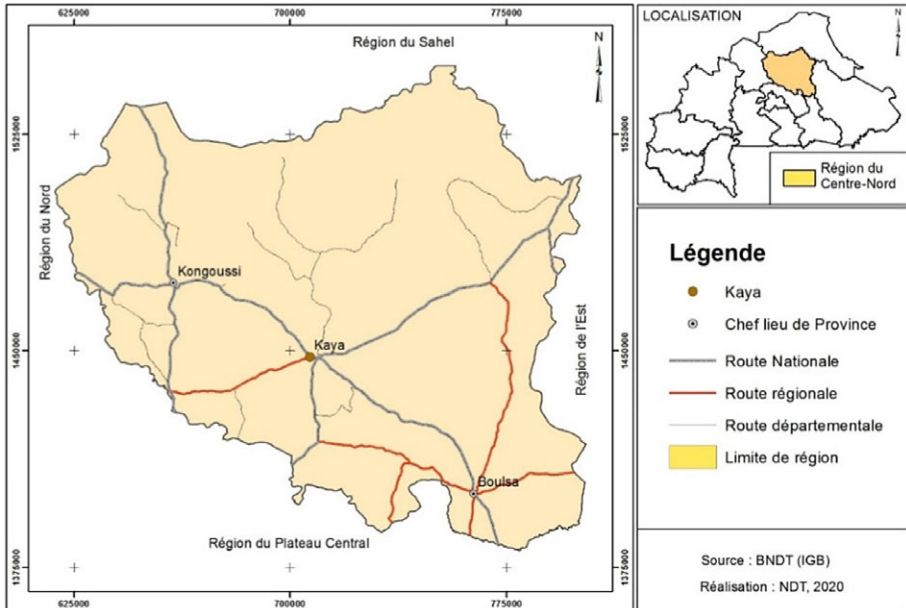 625000
700000
775000
Région du Sahel
N
1525000
1525000
Région du Nord
Kongoussi
Région de l'Est
1450000
Kaya
1450000
Boulsa
Région du Plateau Central
1375000
1375000
625000
700000
775000
LOCALISATION
N
Région du
Centre-Nord
Légende
Kaya
Chef lieu de Province
Route Nationale
Route régionale
Route départementale
Limite de région
Source : BNDT (IGB)
Réalisation : NDT, 2020